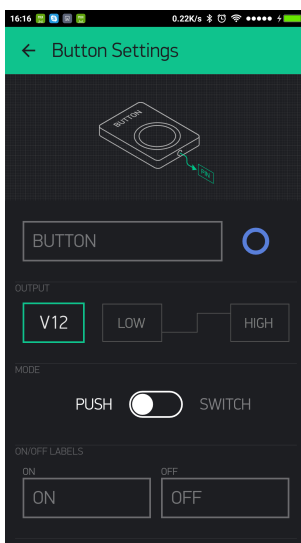 16:16 0.22K/s
Button Settings
BUTTON
PIN
BUTTON
OUTPUT
V12 LOW HIGH
MODE
PUSH SWITCH
ON/OFF LABELS
ON OFF
ON OFF